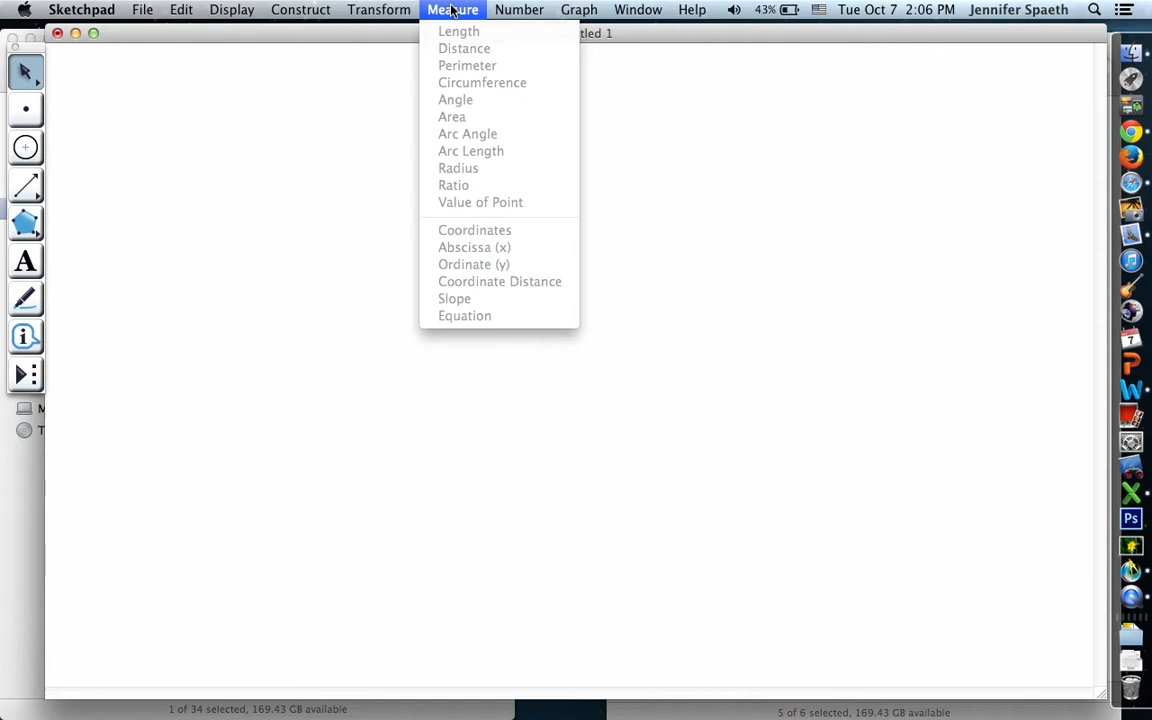 Sketchpad File Edit Display Construct Transform Measure Number Graph Window Help 43% Tue Oct 7 2:06 PM Jennifer Spaeth
tled 1
Length
Distance
Perimeter
Circumference
Angle
Area
Arc Angle
Arc Length
Radius
Ratio
Value of Point
Coordinates
Abscissa (x)
Ordinate (y)
Coordinate Distance
Slope
Equation
A
M
T
7
P
W
X
Ps
1 of 34 selected, 169.43 GB available
5 of 6 selected, 169.43 GB available